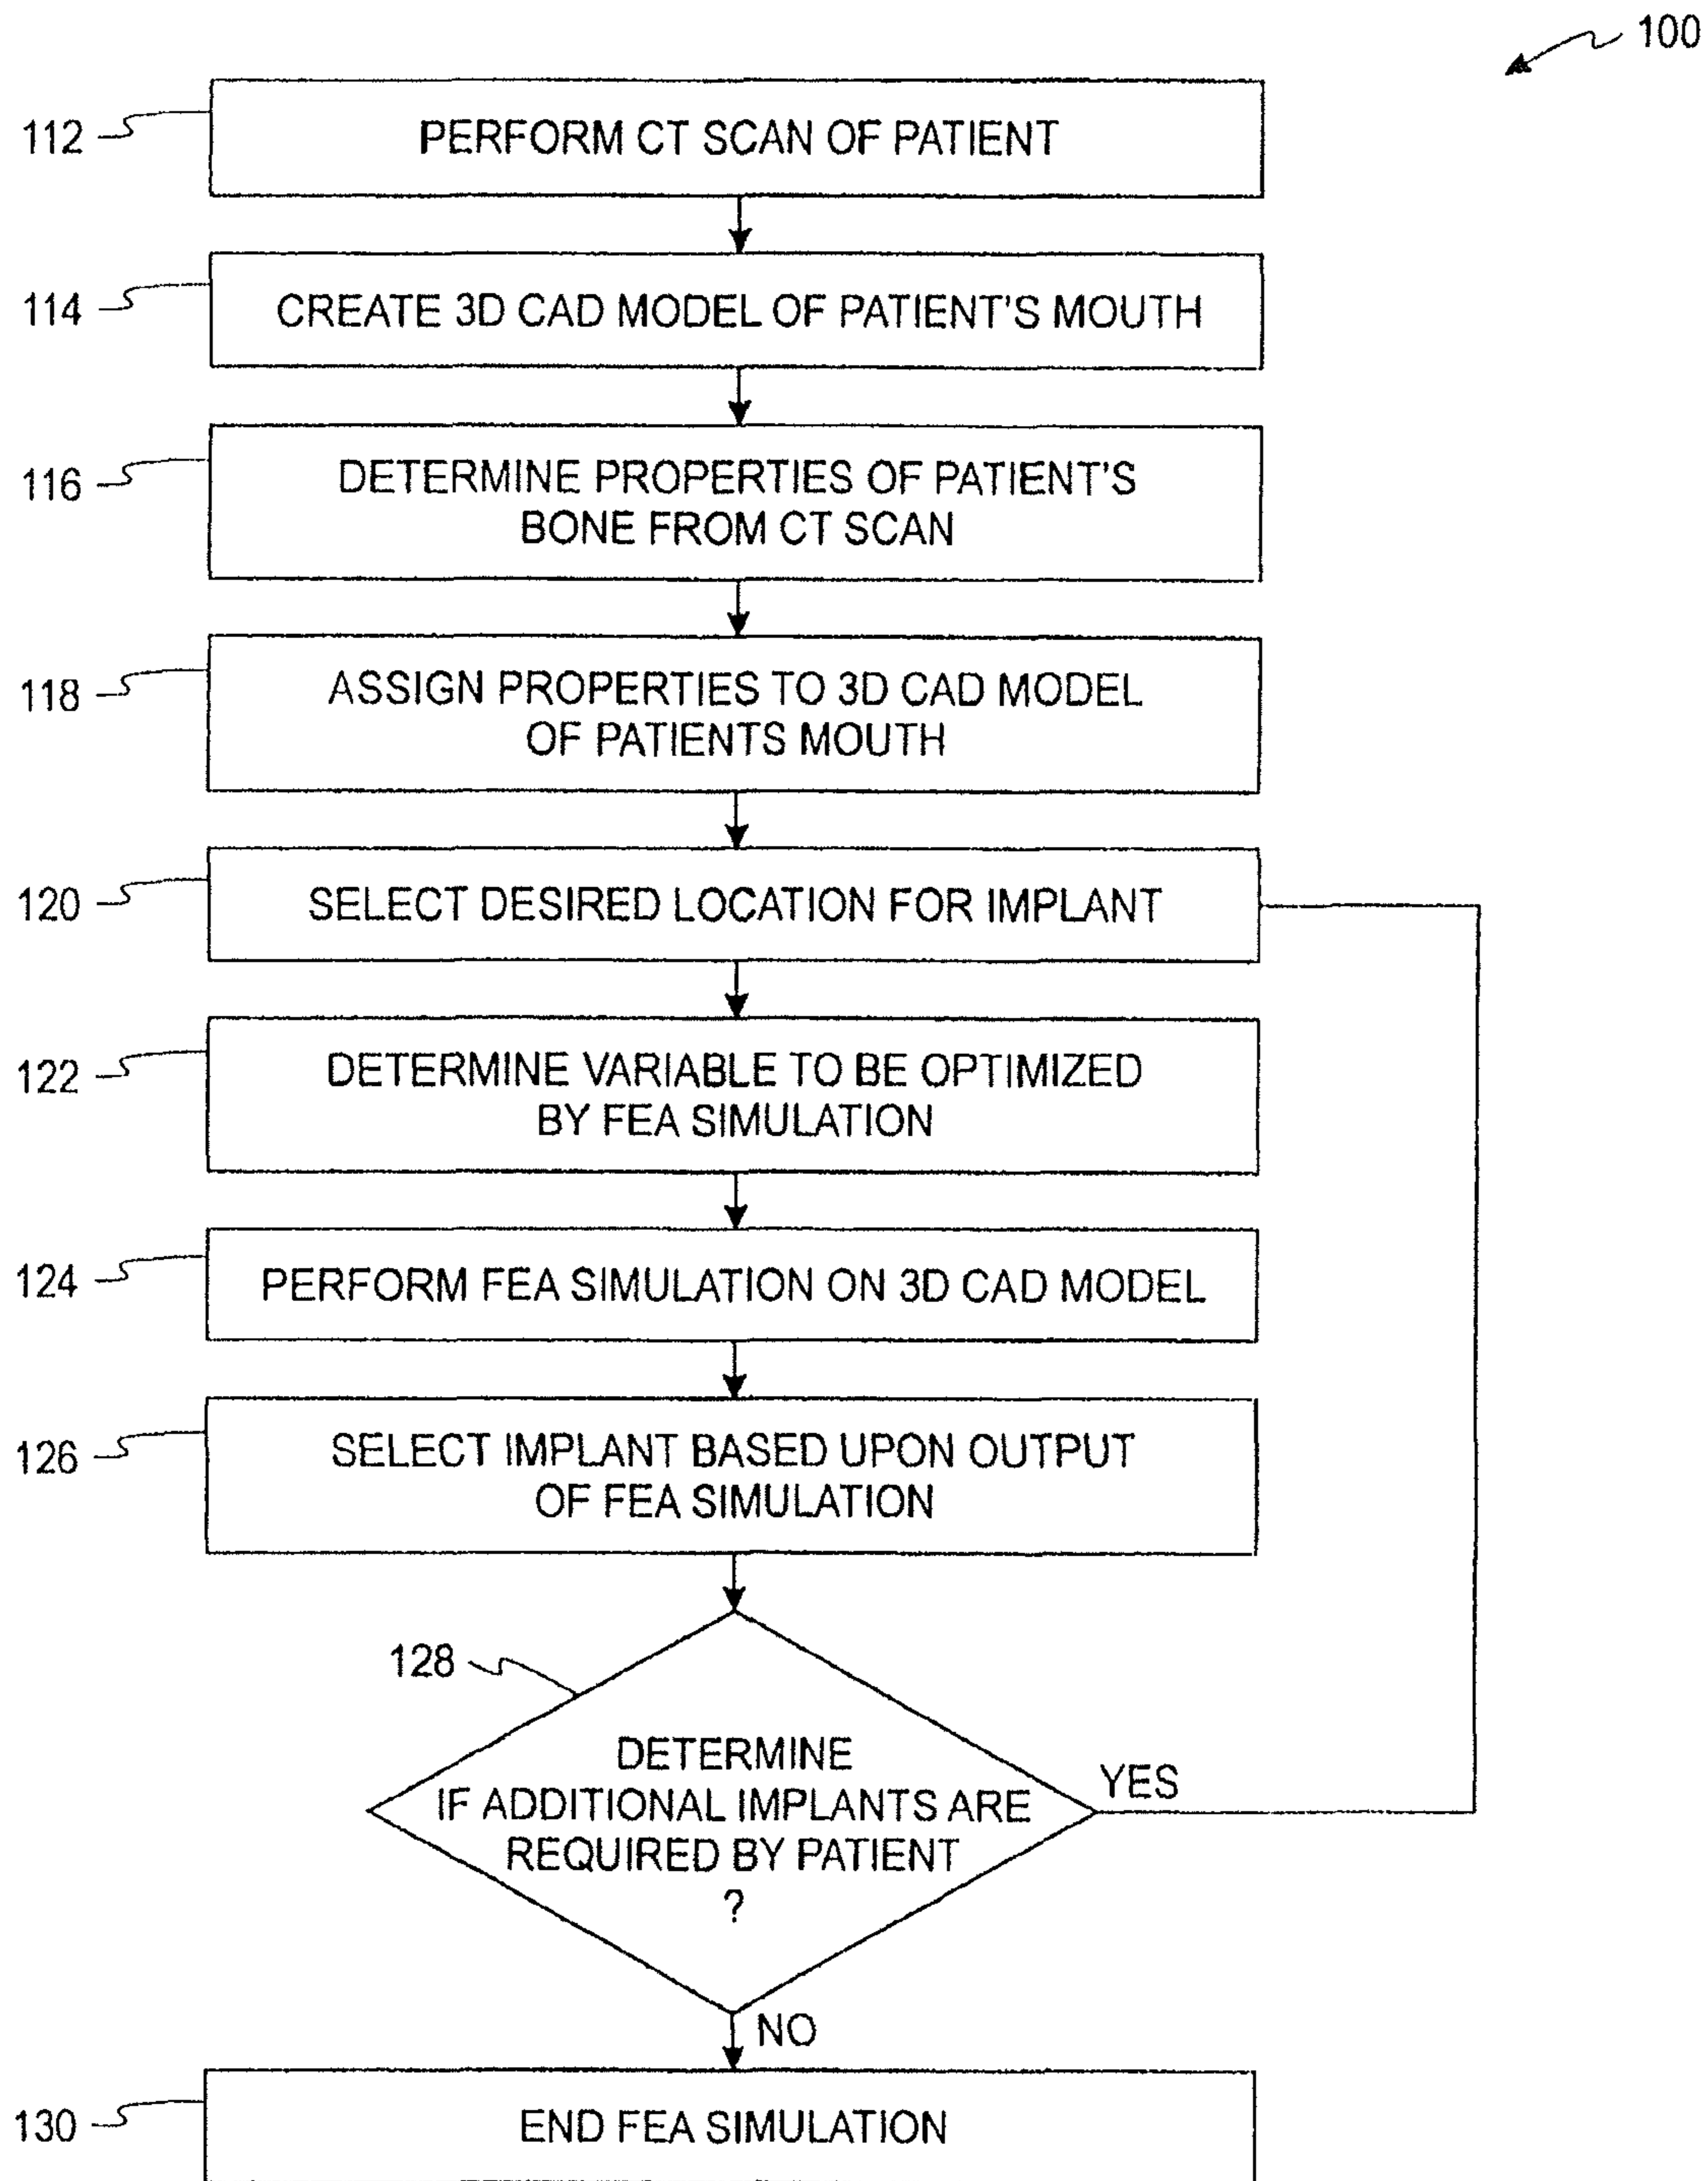 100
112
PERFORM CT SCAN OF PATIENT
114
CREATE 3D CAD MODEL OF PATIENT'S MOUTH
116
DETERMINE PROPERTIES OF PATIENT'S
BONE FROM CT SCAN
118
ASSIGN PROPERTIES TO 3D CAD MODEL
OF PATIENTS MOUTH
120
SELECT DESIRED LOCATION FOR IMPLANT
122
DETERMINE VARIABLE TO BE OPTIMIZED
BY FEA SIMULATION
124
PERFORM FEA SIMULATION ON 3D CAD MODEL
126
SELECT IMPLANT BASED UPON OUTPUT
OF FEA SIMULATION
128
DETERMINE
IF ADDITIONAL IMPLANTS ARE
REQUIRED BY PATIENT
?
YES
NO
130
END FEA SIMULATION